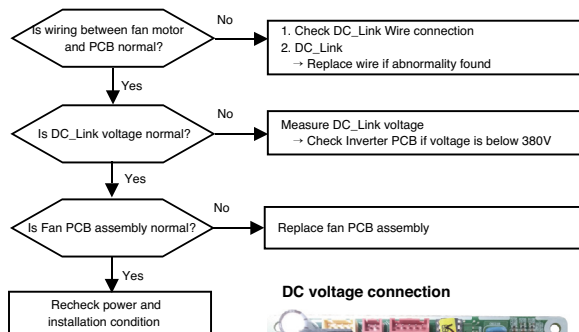 Is wiring between fan motor
and PCB normal?
No
1. Check DC_Link Wire connection
2. DC_Link
→ Replace wire if abnormality found
Yes
Is DC_Link voltage normal?
No
Measure DC_Link voltage
→ Check Inverter PCB if voltage is below 380V
Yes
Is Fan PCB assembly normal?
No
Replace fan PCB assembly
Yes
Recheck power and
installation condition
DC voltage connection